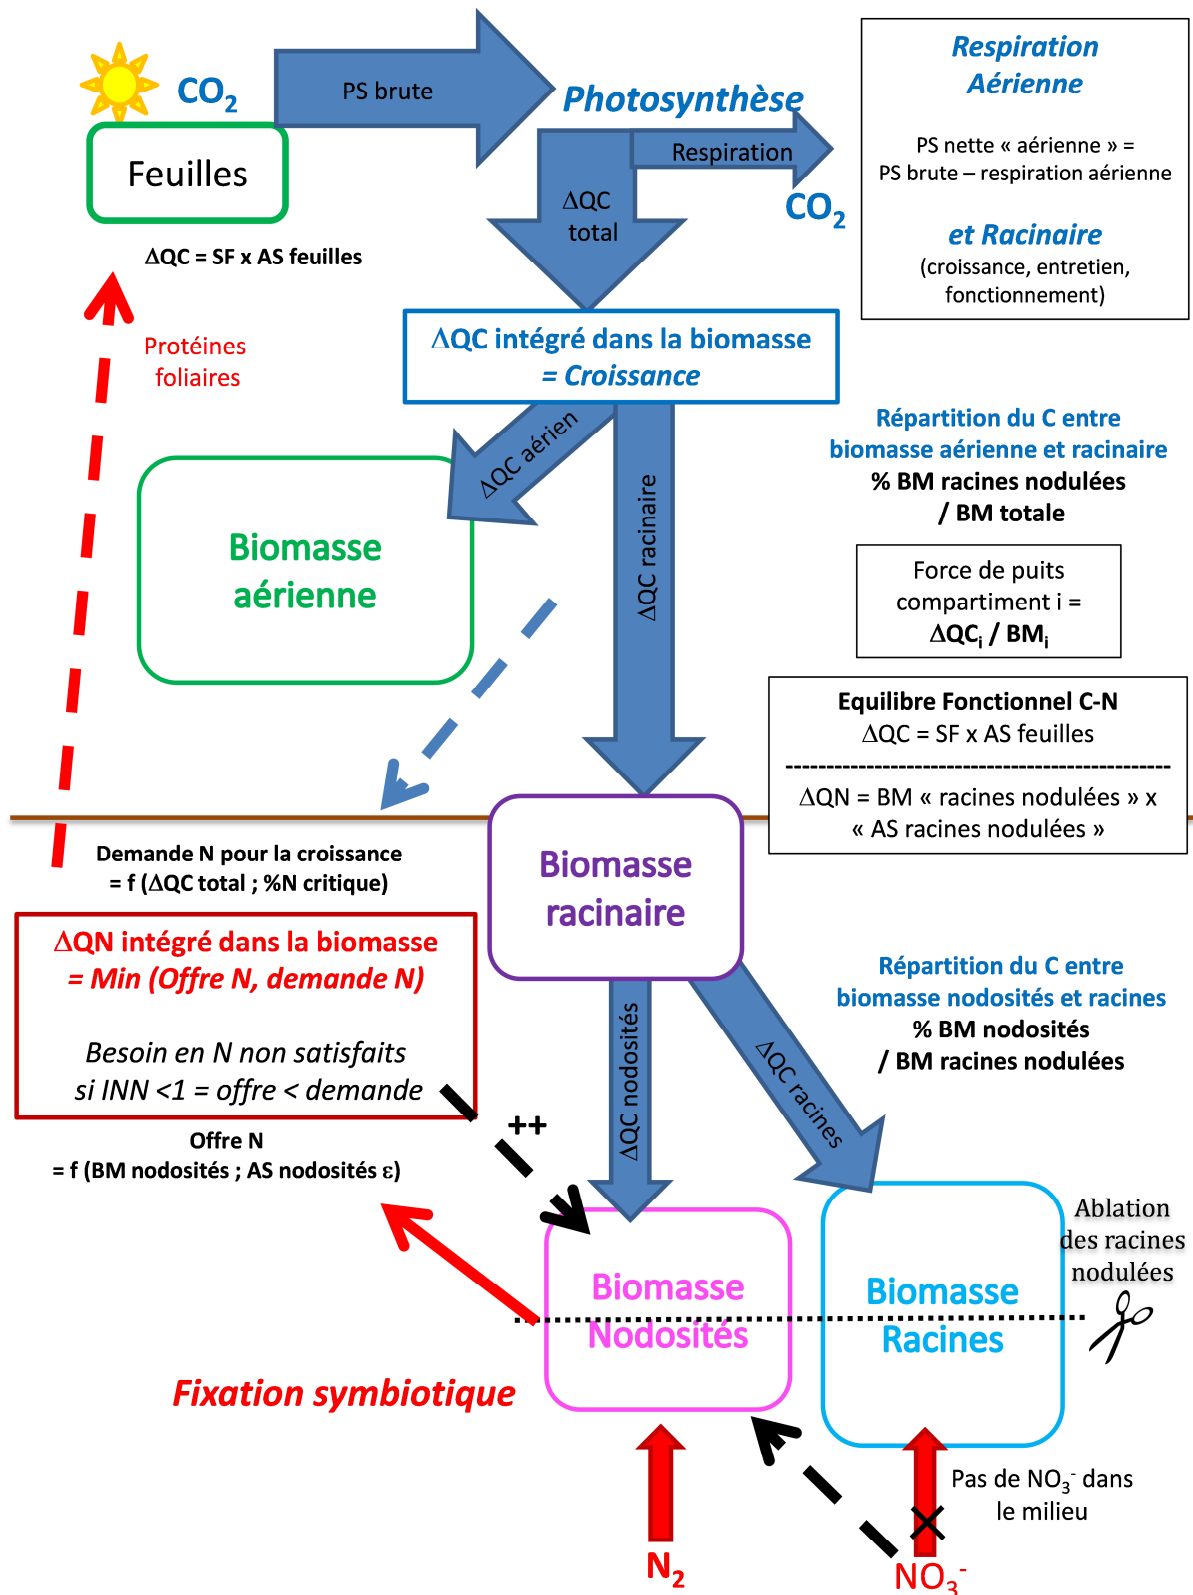 CO₂
PS brute
Photosynthèse
Feuilles
Respiration
CO₂
ΔQC
total
ΔQC = SF x AS feuilles
Respiration
Aérienne
PS nette « aérienne » =
PS brute – respiration aérienne
et Racinaire
(croissance, entretien,
fonctionnement)
ΔQC intégré dans la biomasse
= Croissance
Protéines
foliaires
ΔQC aérien
ΔQC racinaire
Répartition du C entre
biomasse aérienne et racinaire
% BM racines nodulées
/ BM totale
Biomasse
aérienne
Force de puits
compartiment i =
ΔQCᵢ / BMᵢ
Equilibre Fonctionnel C-N
ΔQC = SF x AS feuilles
ΔQN = BM « racines nodulées » x
« AS racines nodulées »
Demande N pour la croissance
= f (ΔQC total ; %N critique)
Biomasse
racinaire
ΔQN intégré dans la biomasse
= Min (Offre N, demande N)
Besoin en N non satisfaits
si INN <1 = offre < demande
Répartition du C entre
biomasse nodosités et racines
% BM nodosités
/ BM racines nodulées
ΔQC nodosités
ΔQC racines
++
Offre N
= f (BM nodosités ; AS nodosités ε)
Ablation
des racines
nodulées
Biomasse
Nodosités
Biomasse
Racines
Fixation symbiotique
Pas de NO₃⁻ dans
le milieu
N₂
NO₃⁻